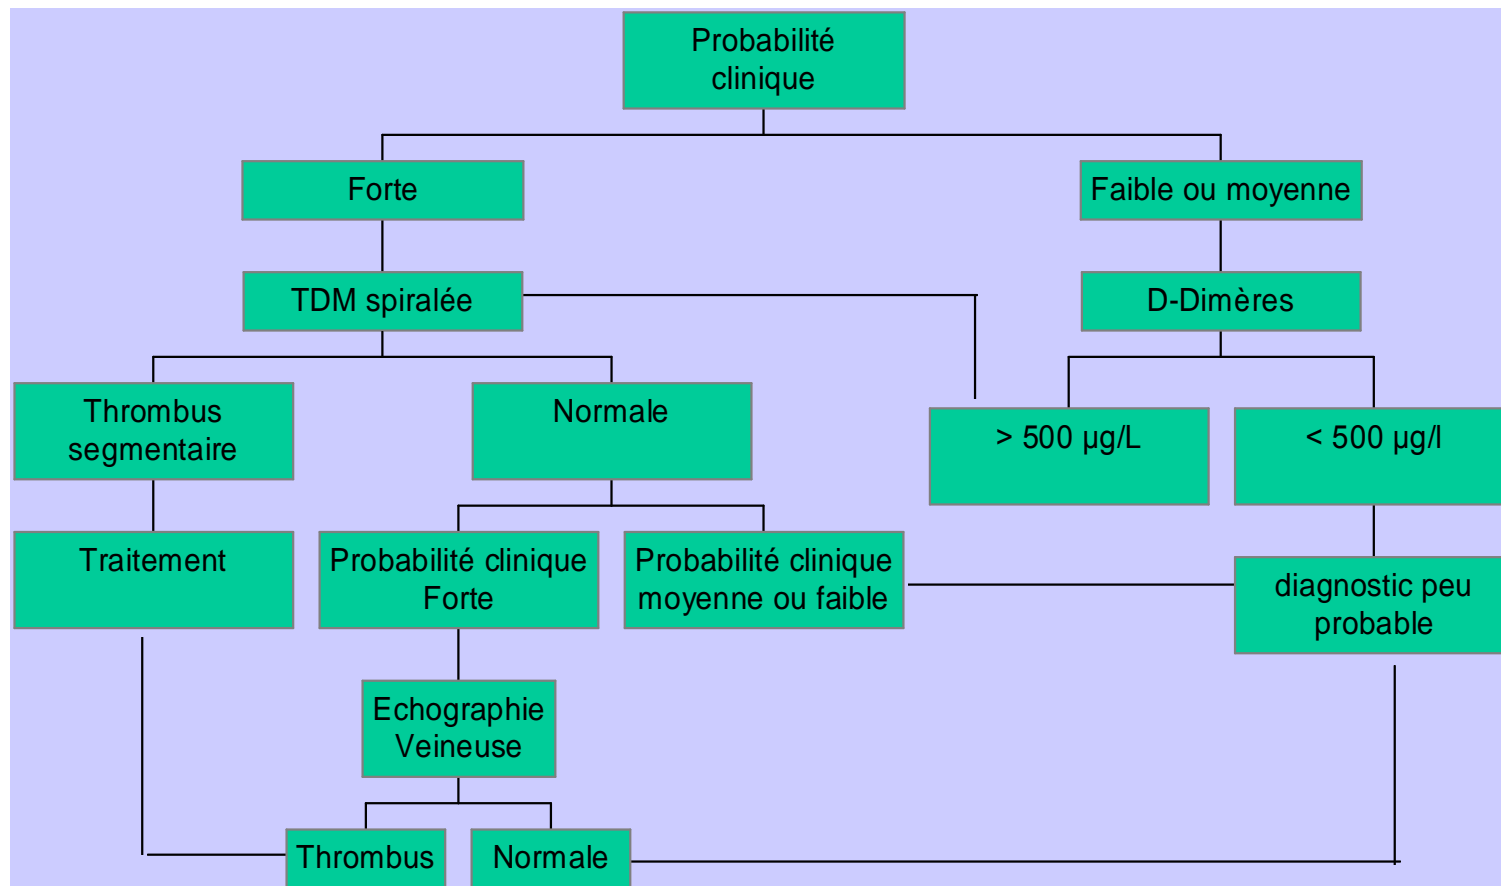 Probabilité
clinique
Forte
Faible ou moyenne
TDM spiralée
D-Dimères
Thrombus
segmentaire
Normale
> 500 µg/L
< 500 µg/l
Traitement
Probabilité clinique
Forte
Probabilité clinique
moyenne ou faible
diagnostic peu
probable
Echographie
Veineuse
Thrombus
Normale